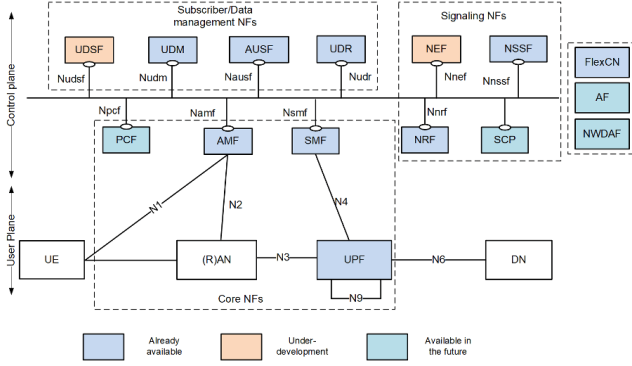 Subscriber/Data
management NFs
Signaling NFs
UDSF
UDM
AUSF
UDR
NEF
NSSF
FlexCN
Nudsf
Nudm
Nausf
Nudr
Nnef
Nnssf
AF
Control plane
Npcf
Namf
Nsmf
Nnrf
PCF
AMF
SMF
NRF
SCP
NWDAF
N1
N2
N4
User Plane
UE
(R)AN
N3
UPF
N6
DN
N9
Core NFs
Already
available
Under-
development
Available in
the future